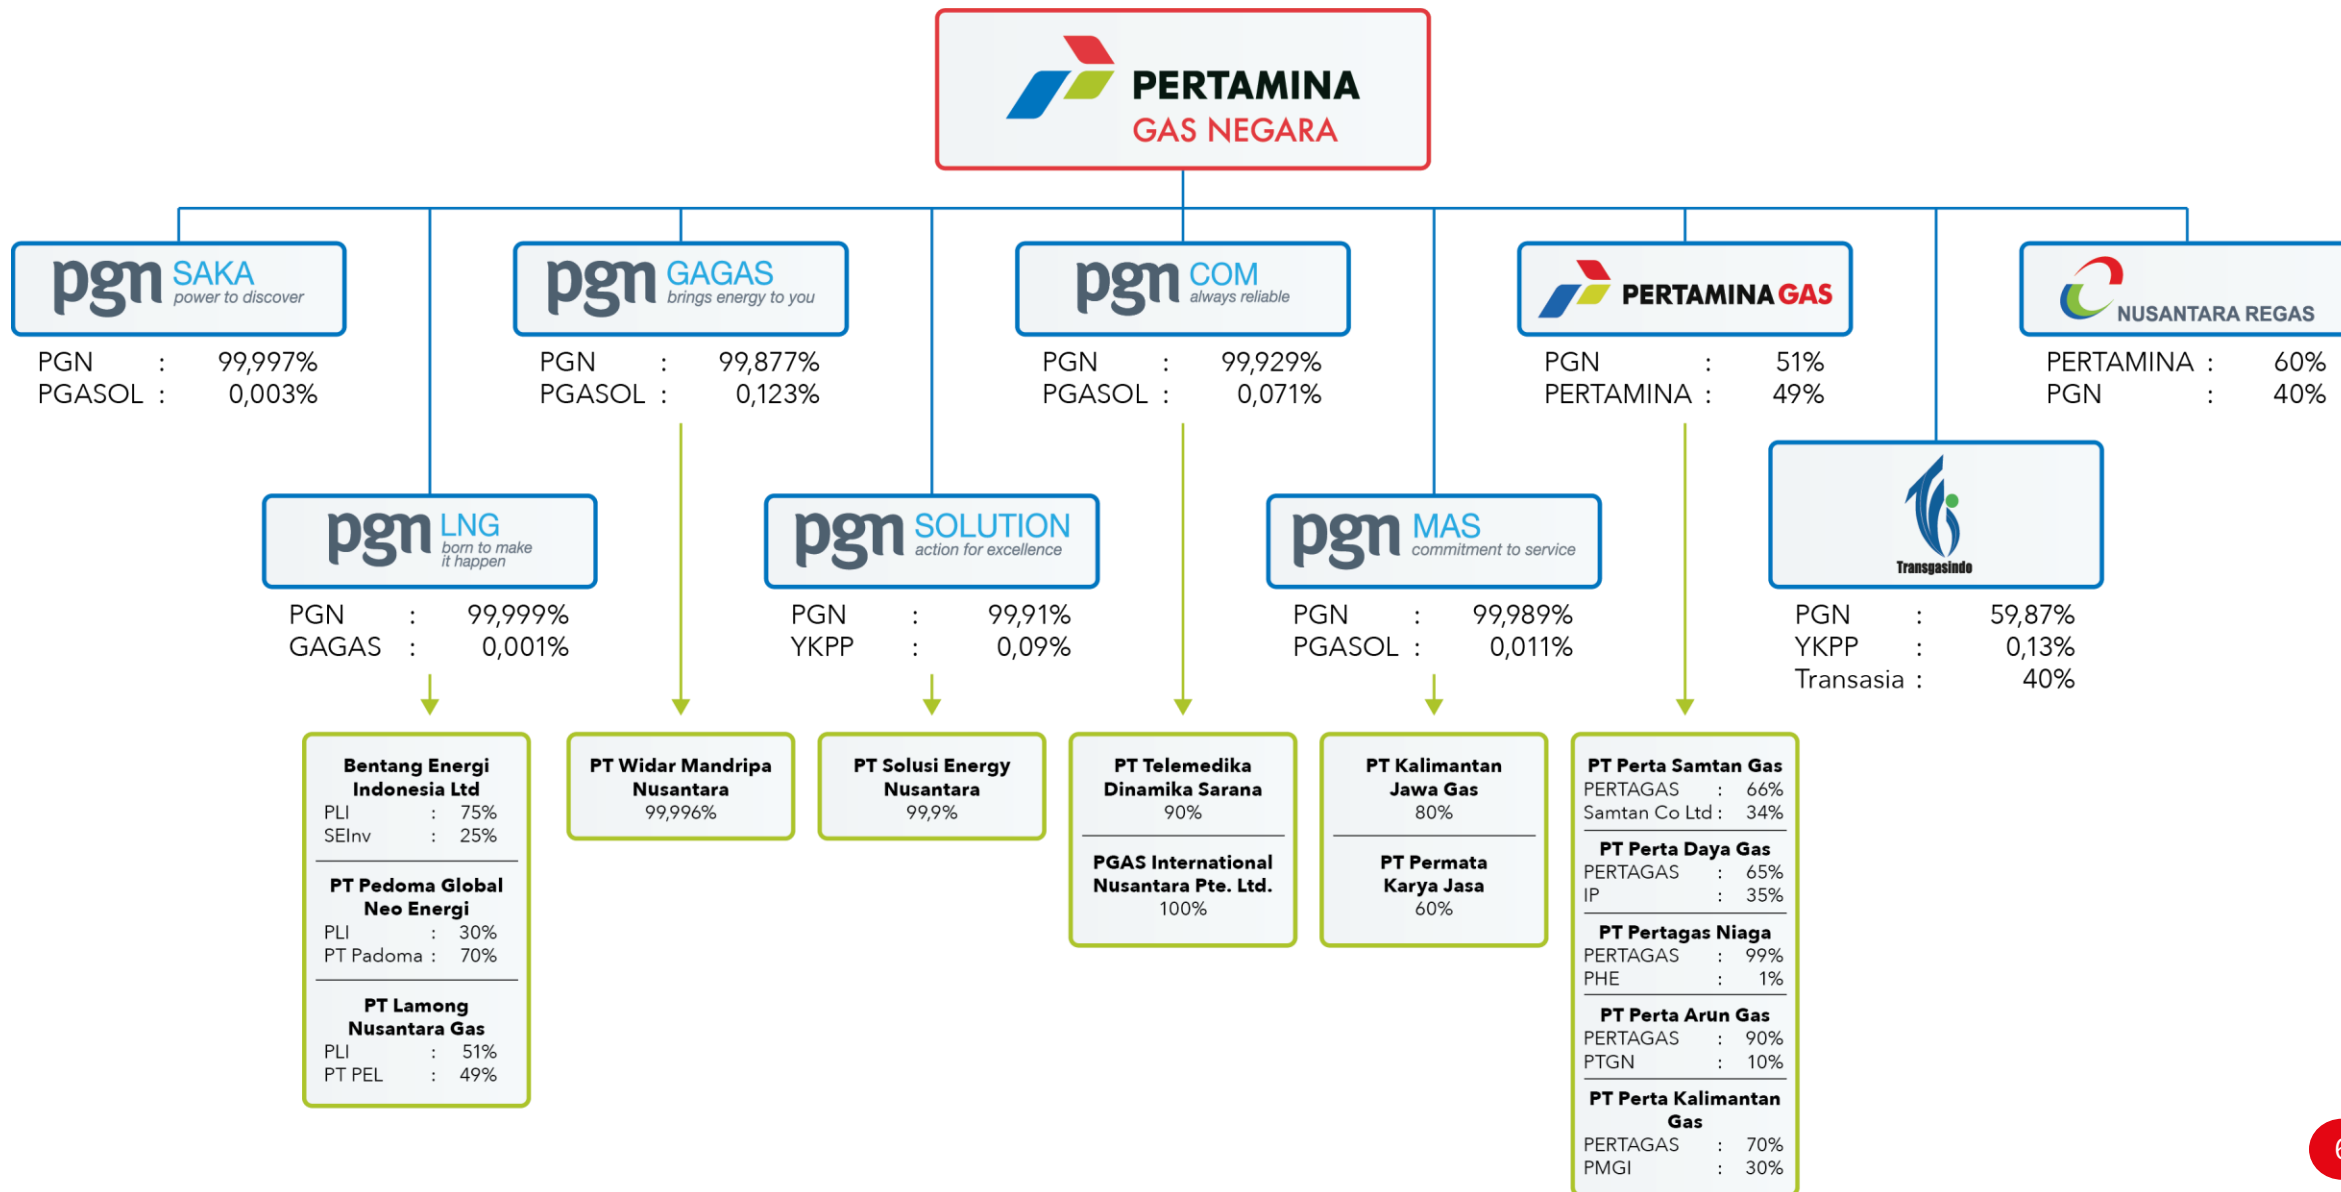 PERTAMINA
GAS NEGARA
pgn SAKA
power to discover
PGN : 99,997%
PGASOL : 0,003%
pgn GAGAS
brings energy to you
PGN : 99,877%
PGASOL : 0,123%
pgn COM
always reliable
PGN : 99,929%
PGASOL : 0,071%
PERTAMINA GAS
PGN : 51%
PERTAMINA : 49%
NUSANTARA REGAS
PERTAMINA : 60%
PGN : 40%
pgn LNG
born to make
it happen
PGN : 99,999%
GAGAS : 0,001%
pgn SOLUTION
action for excellence
PGN : 99,91%
YKPP : 0,09%
pgn MAS
commitment to service
PGN : 99,989%
PGASOL : 0,011%
Transgasindo
PGN : 59,87%
YKPP : 0,13%
Transasia : 40%
Bentang Energi
Indonesia Ltd
PLI : 75%
SEInv : 25%
PT Pedoma Global
Neo Energi
PLI : 30%
PT Padoma : 70%
PT Lamong
Nusantara Gas
PLI : 51%
PT PEL : 49%
PT Widar Mandripa
Nusantara
99,996%
PT Solusi Energy
Nusantara
99,9%
PT Telemedika
Dinamika Sarana
90%
PGAS International
Nusantara Pte. Ltd.
100%
PT Kalimantan
Jawa Gas
80%
PT Permata
Karya Jasa
60%
PT Perta Samtan Gas
PERTAGAS : 66%
Samtan Co Ltd : 34%
PT Perta Daya Gas
PERTAGAS : 65%
IP : 35%
PT Pertagas Niaga
PERTAGAS : 99%
PHE : 1%
PT Perta Arun Gas
PERTAGAS : 90%
PTGN : 10%
PT Perta Kalimantan
Gas
PERTAGAS : 70%
PMGI : 30%